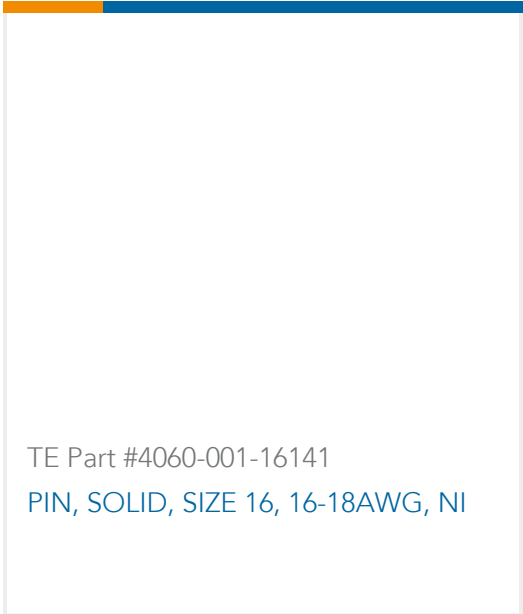 TE Part #4060-001-16141
PIN, SOLID, SIZE 16, 16-18AWG, NI